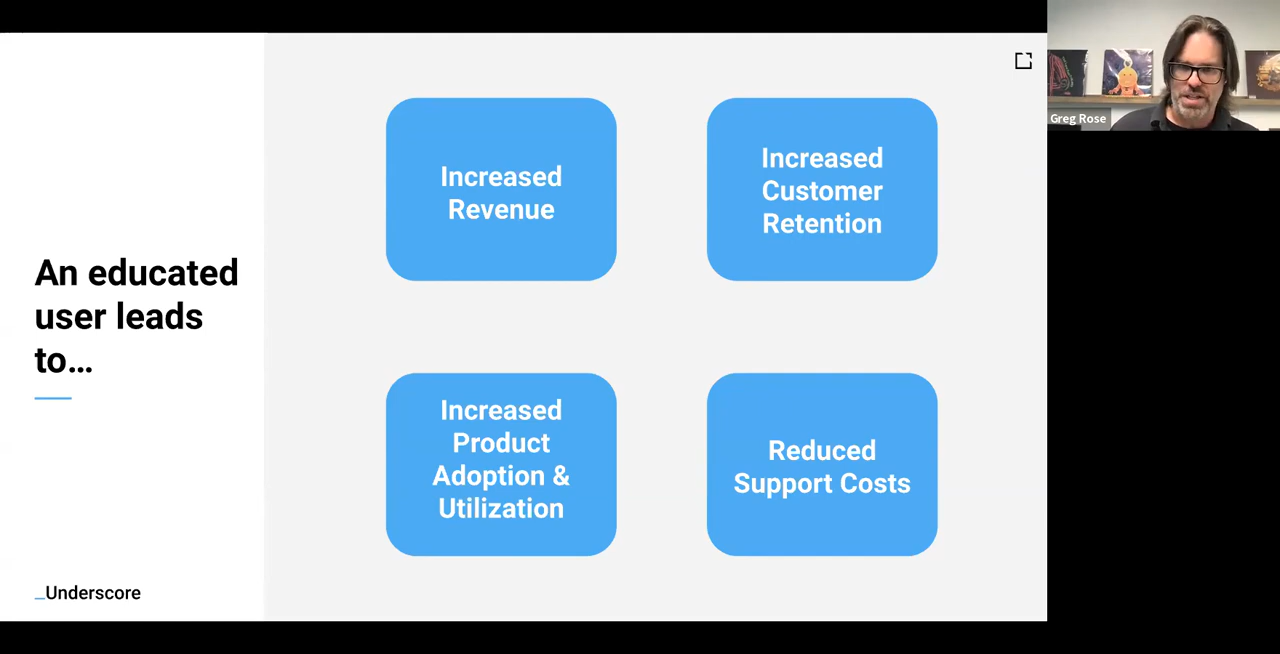 An educated
user leads
to…
Increased
Revenue
Increased
Customer
Retention
Increased
Product
Adoption &
Utilization
Reduced
Support Costs
_Underscore
Greg Rose